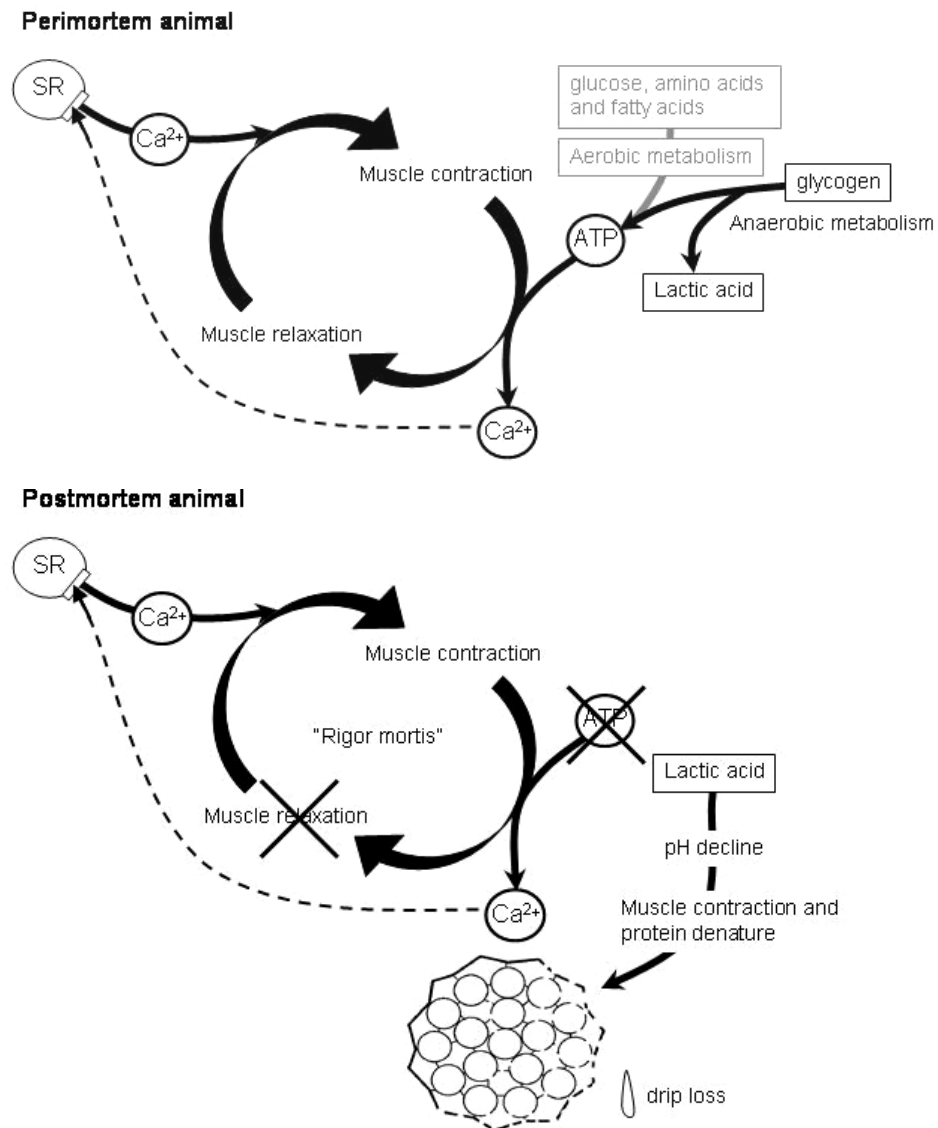 Perimortem animal
SR
Ca2+
glucose, amino acids
and fatty acids
Aerobic metabolism
Muscle contraction
glycogen
Anaerobic metabolism
ATP
Lactic acid
Muscle relaxation
Ca2+
Postmortem animal
SR
Ca2+
Muscle contraction
ATP
"Rigor mortis"
Lactic acid
Muscle relaxation
pH decline
Ca2+
Muscle contraction and
protein denature
drip loss